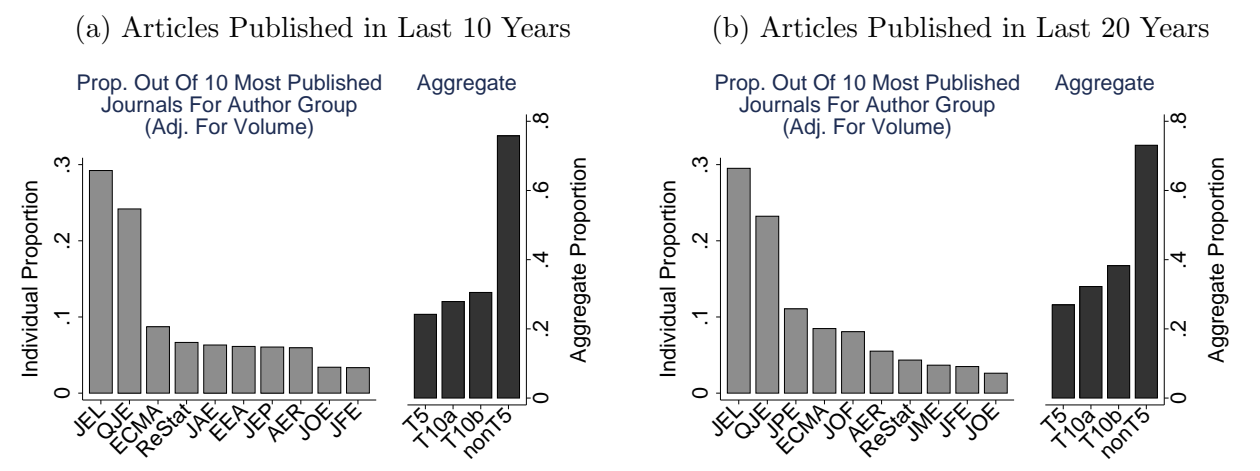 (a) Articles Published in Last 10 Years
Prop. Out Of 10 Most Published
Journals For Author Group
(Adj. For Volume)
Aggregate
Individual Proportion
.3
.2
.1
0
JEL
QJE
ECMA
ReStat
JAE
EEA
JEP
AER
JOE
JFE
.8
.6
.4
.2
0
Aggregate Proportion
T5
T10a
T10b
nonT5
(b) Articles Published in Last 20 Years
Prop. Out Of 10 Most Published
Journals For Author Group
(Adj. For Volume)
Aggregate
Individual Proportion
.3
.2
.1
0
JEL
QJE
JPE
ECMA
JOF
AER
ReStat
JME
JFE
JOE
.8
.6
.4
.2
0
Aggregate Proportion
T5
T10a
T10b
nonT5